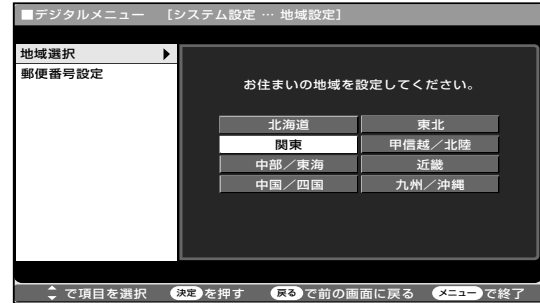 ■デジタルメニュー　[システム設定 … 地域設定]
地域選択 ▶
郵便番号設定
お住まいの地域を設定してください。
北海道　東北
関東　甲信越／北陸
中部／東海　近畿
中国／四国　九州／沖縄
で項目を選択　決定を押す　戻るで前の画面に戻る　メニューで終了